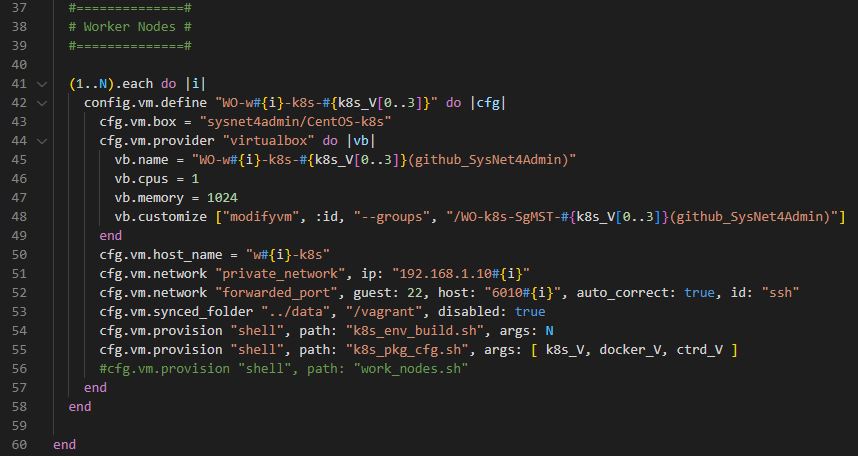 37 #==============#
38 # Worker Nodes #
39 #==============#
40
41 (1..N).each do |i|
42 config.vm.define "WO-w#{i}-k8s-#{k8s_V[0..3]}" do |cfg|
43 cfg.vm.box = "sysnet4admin/CentOS-k8s"
44 cfg.vm.provider "virtualbox" do |vb|
45 vb.name = "WO-w#{i}-k8s-#{k8s_V[0..3]}(github_SysNet4Admin)"
46 vb.cpus = 1
47 vb.memory = 1024
48 vb.customize ["modifyvm", :id, "--groups", "/WO-k8s-SgMST-#{k8s_V[0..3]}(github_SysNet4Admin)"]
49 end
50 cfg.vm.host_name = "w#{i}-k8s"
51 cfg.vm.network "private_network", ip: "192.168.1.10#{i}"
52 cfg.vm.network "forwarded_port", guest: 22, host: "6010#{i}", auto_correct: true, id: "ssh"
53 cfg.vm.synced_folder "../data", "/vagrant", disabled: true
54 cfg.vm.provision "shell", path: "k8s_env_build.sh", args: N
55 cfg.vm.provision "shell", path: "k8s_pkg_cfg.sh", args: [ k8s_V, docker_V, ctrd_V ]
56 #cfg.vm.provision "shell", path: "work_nodes.sh"
57 end
58 end
59
60 end